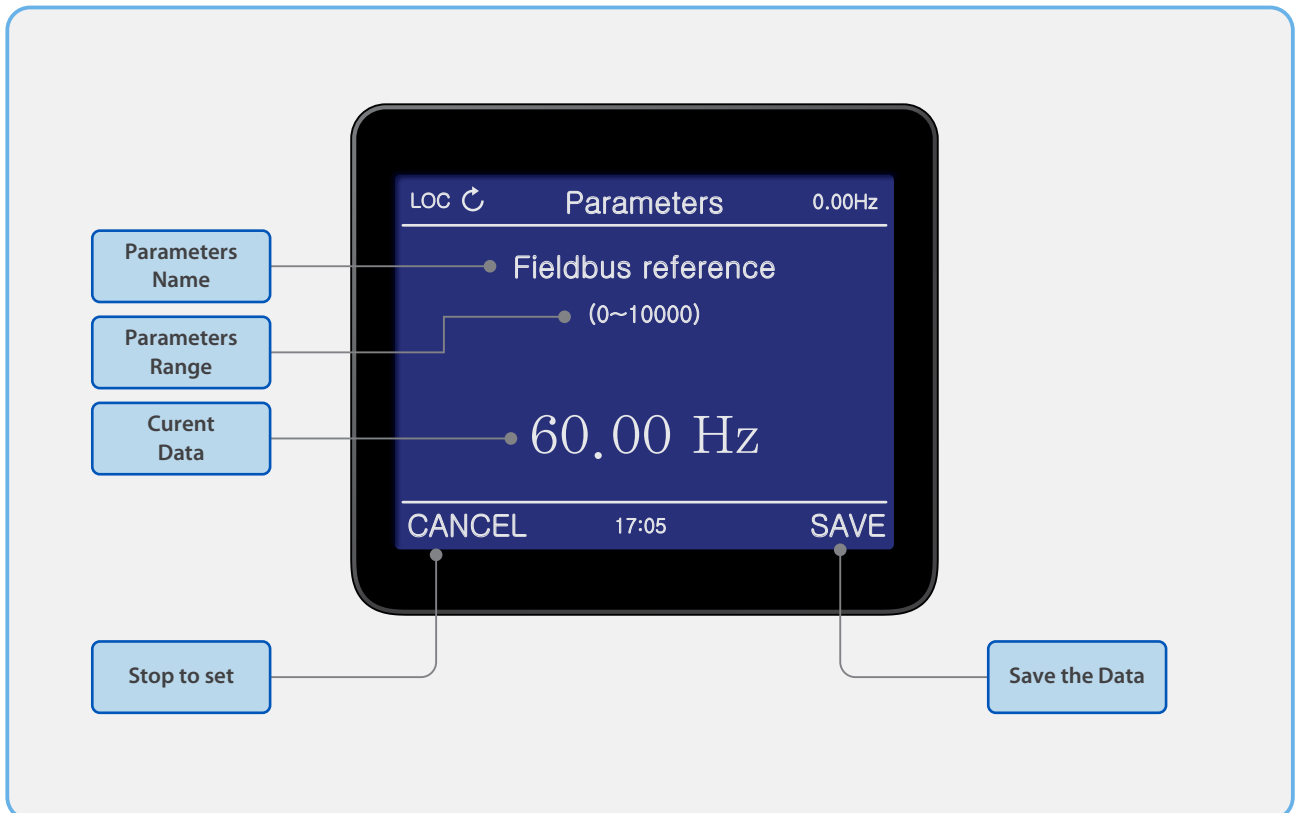 LOC Parameters 0.00Hz
Parameters
Name
Fieldbus reference
(0~10000)
Parameters
Range
Curent
Data
60.00 Hz
CANCEL 17:05 SAVE
Stop to set
Save the Data